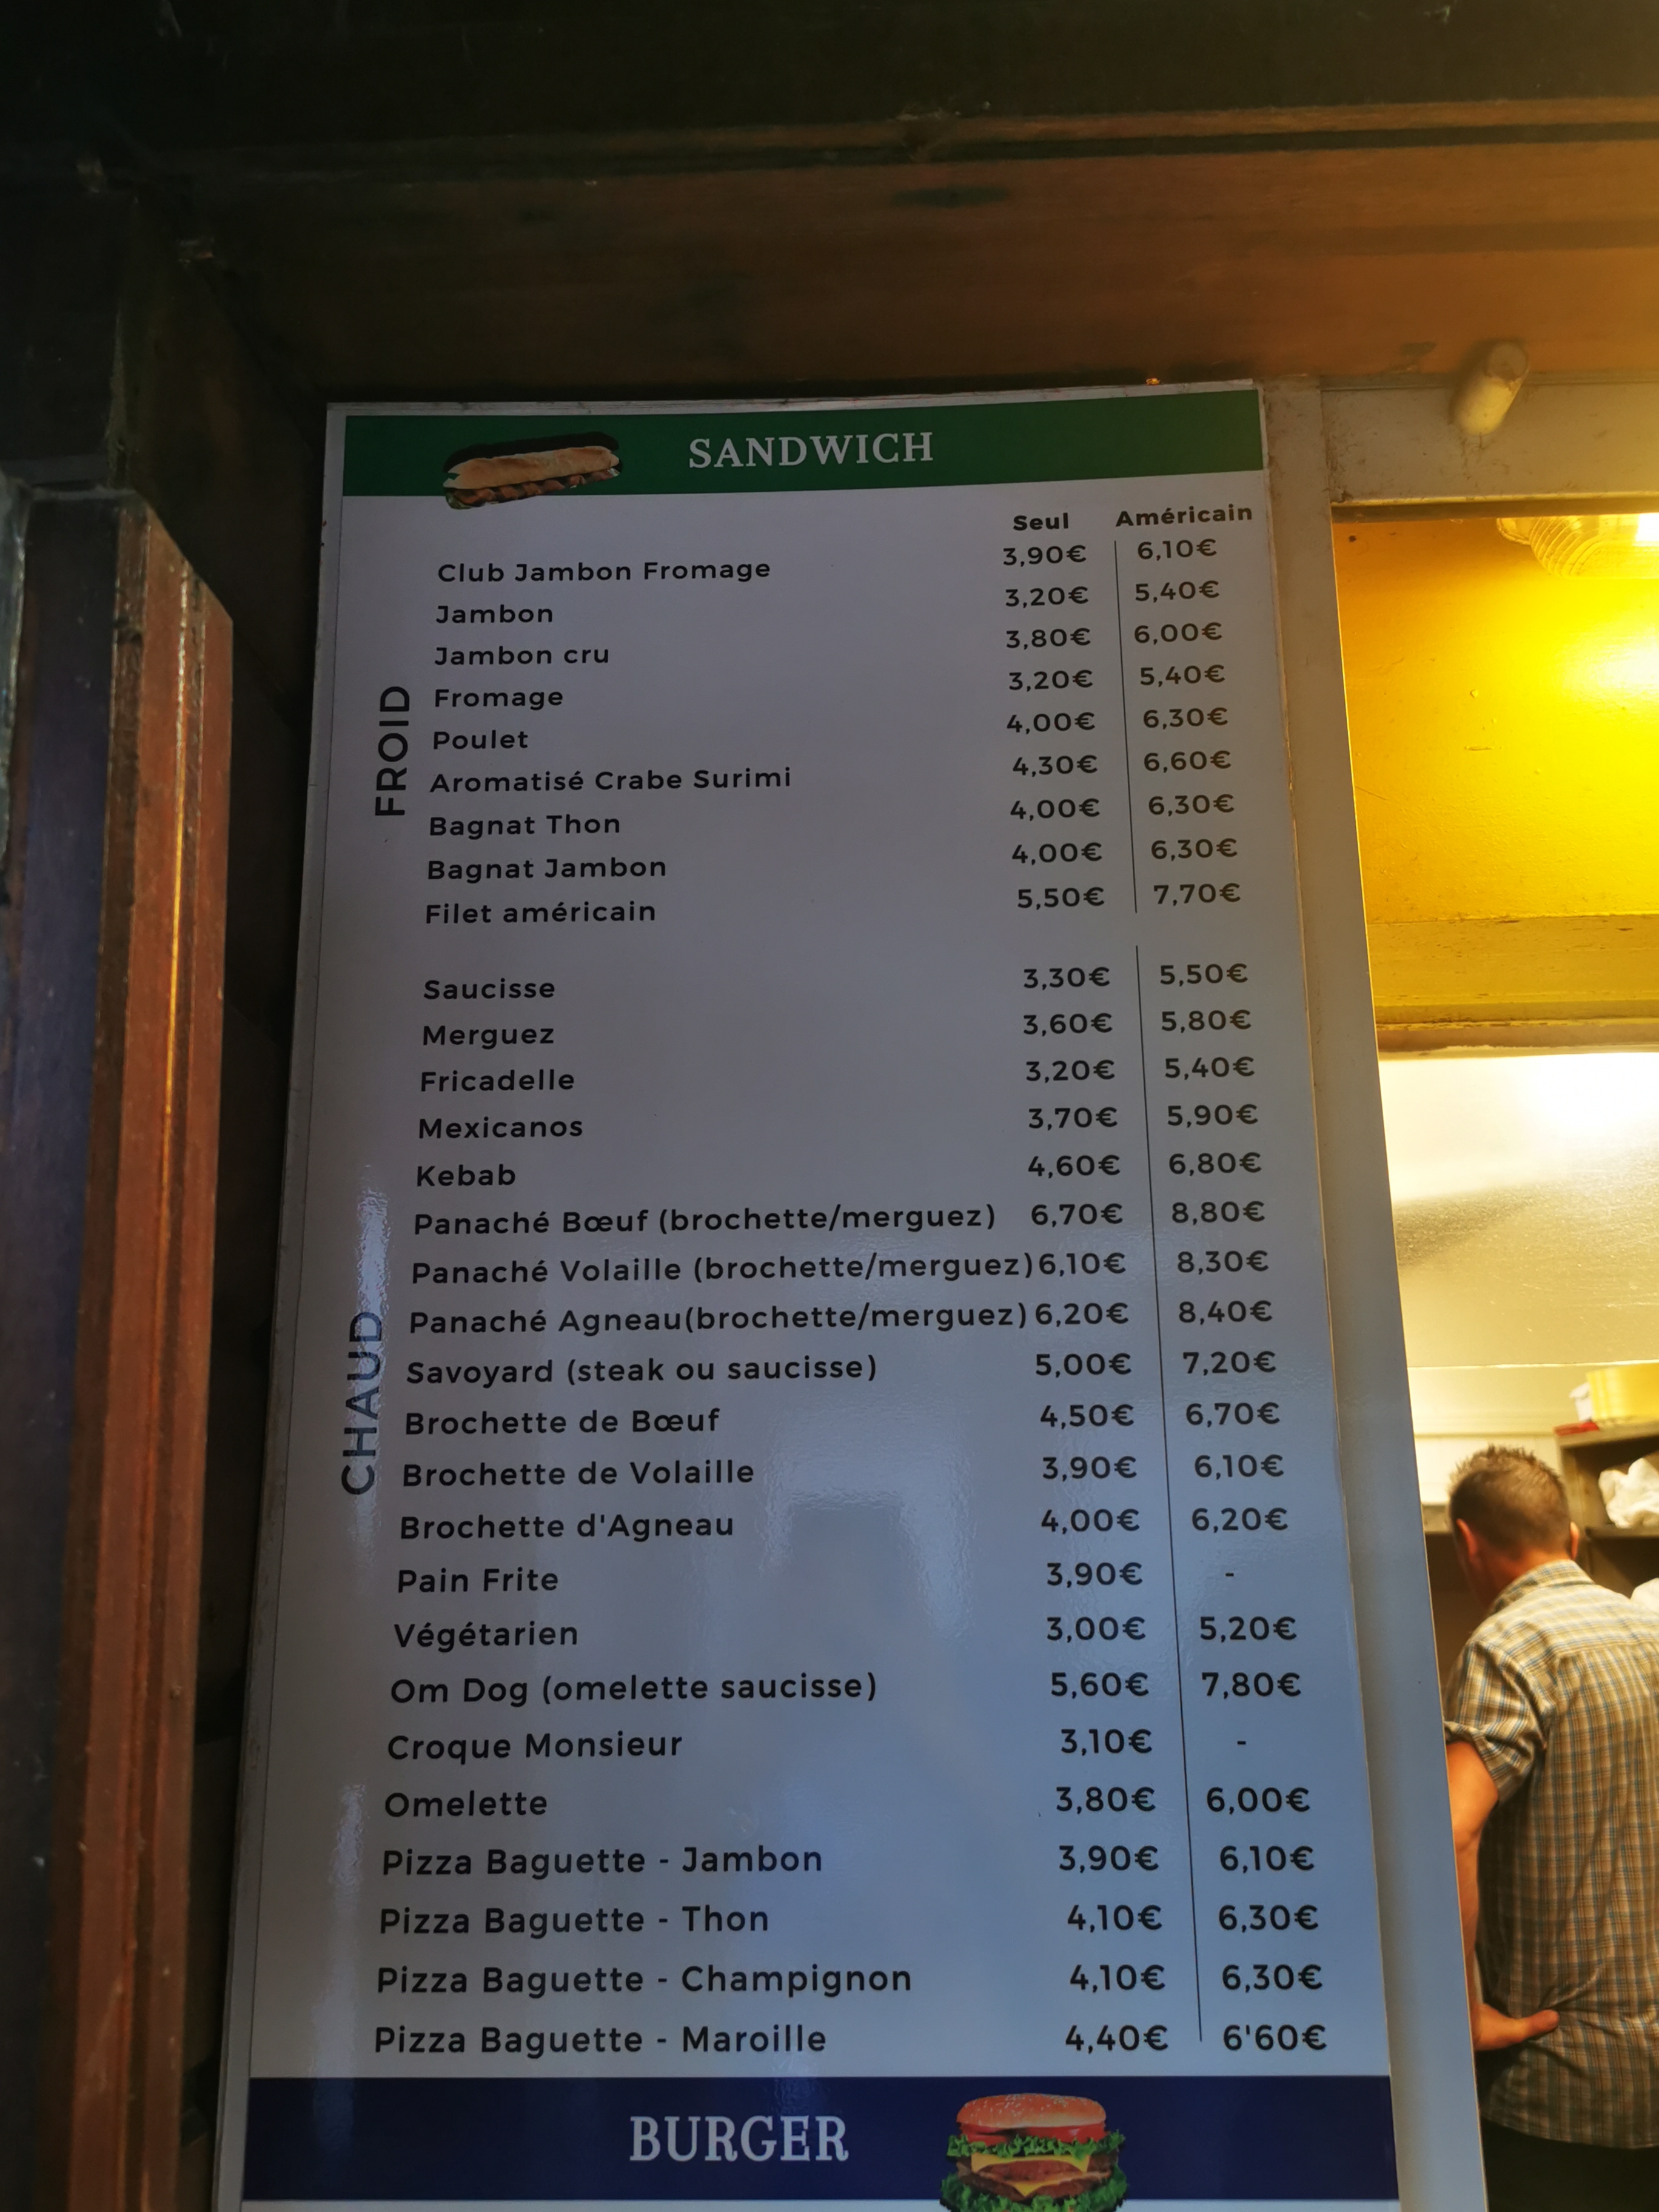 SANDWICH
Seul Américain
FROID
Club Jambon Fromage 3,90€ 6,10€
Jambon 3,20€ 5,40€
Jambon cru 3,80€ 6,00€
Fromage 3,20€ 5,40€
Poulet 4,00€ 6,30€
Aromatisé Crabe Surimi 4,30€ 6,60€
Bagnat Thon 4,00€ 6,30€
Bagnat Jambon 4,00€ 6,30€
Filet américain 5,50€ 7,70€
CHAUD
Saucisse 3,30€ 5,50€
Merguez 3,60€ 5,80€
Fricadelle 3,20€ 5,40€
Mexicanos 3,70€ 5,90€
Kebab 4,60€ 6,80€
Panaché Bœuf (brochette/merguez) 6,70€ 8,80€
Panaché Volaille (brochette/merguez) 6,10€ 8,30€
Panaché Agneau(brochette/merguez) 6,20€ 8,40€
Savoyard (steak ou saucisse) 5,00€ 7,20€
Brochette de Bœuf 4,50€ 6,70€
Brochette de Volaille 3,90€ 6,10€
Brochette d'Agneau 4,00€ 6,20€
Pain Frite 3,90€ -
Végétarien 3,00€ 5,20€
Om Dog (omelette saucisse) 5,60€ 7,80€
Croque Monsieur 3,10€ -
Omelette 3,80€ 6,00€
Pizza Baguette - Jambon 3,90€ 6,10€
Pizza Baguette - Thon 4,10€ 6,30€
Pizza Baguette - Champignon 4,10€ 6,30€
Pizza Baguette - Maroille 4,40€ 6'60€
BURGER